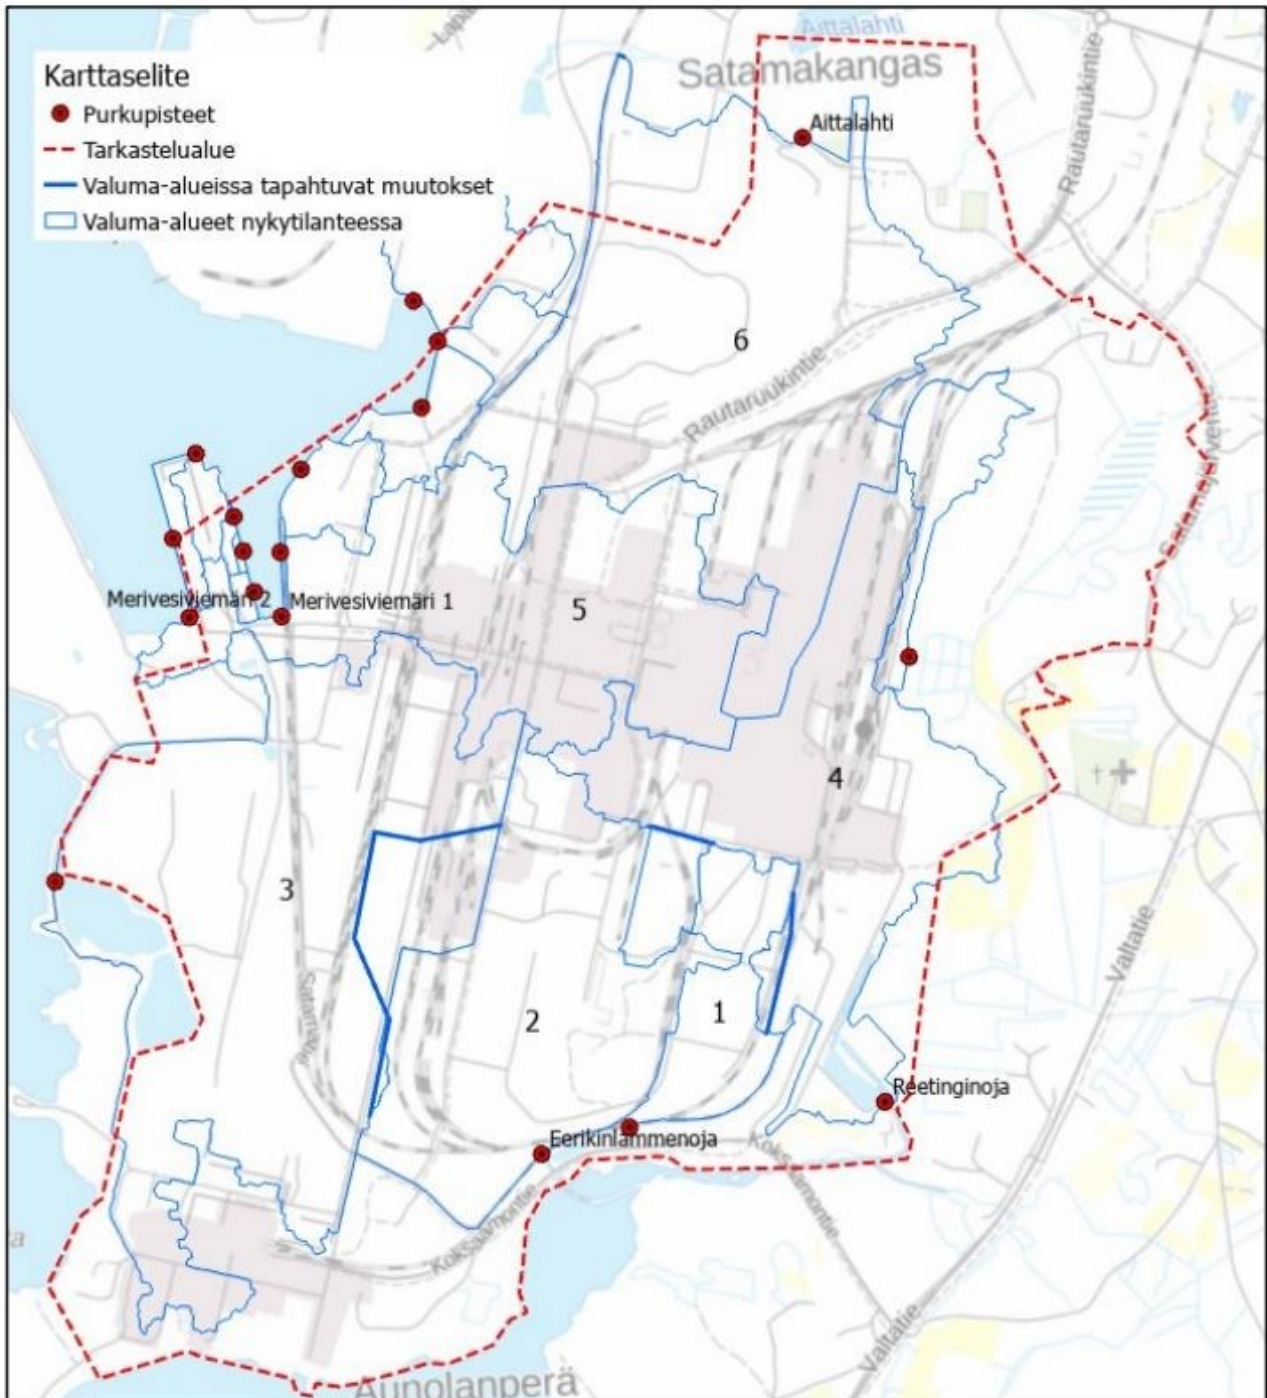 Aittalahti
Satamakangas
Karttaselite
Purkupisteet
Tarkastelualue
Valuma-alueissa tapahtuvat muutokset
Valuma-alueet nykytilanteessa
Rautaruukintie
Aittalahti
6
Rautaruukintie
Merivesiviemäri 2
Merivesiviemäri 1
5
4
3
Valtatie
2
1
Reetinginoja
Eerikinlammenoja
Koksaamontie
Koksaamontie
Valtatie
Aunolanperä